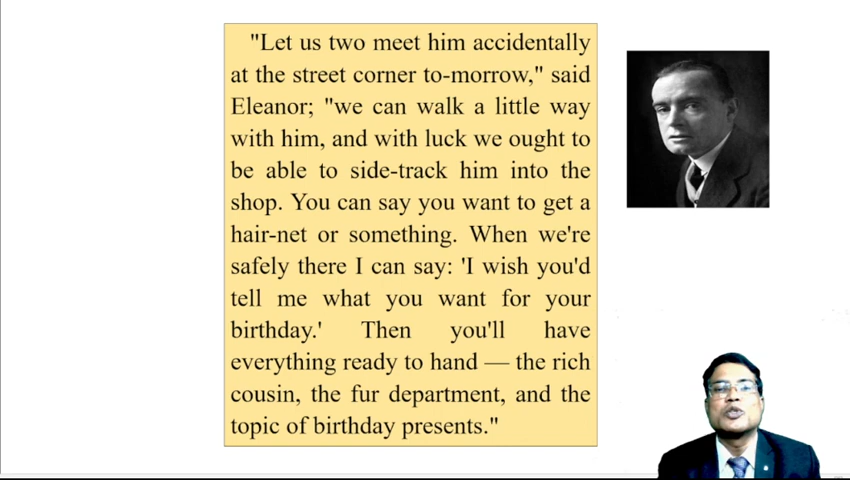 "Let us two meet him accidentally
at the street corner to-morrow," said
Eleanor; "we can walk a little way
with him, and with luck we ought to
be able to side-track him into the
shop. You can say you want to get a
hair-net or something. When we're
safely there I can say: 'I wish you'd
tell me what you want for your
birthday.' Then you'll have
everything ready to hand — the rich
cousin, the fur department, and the
topic of birthday presents."